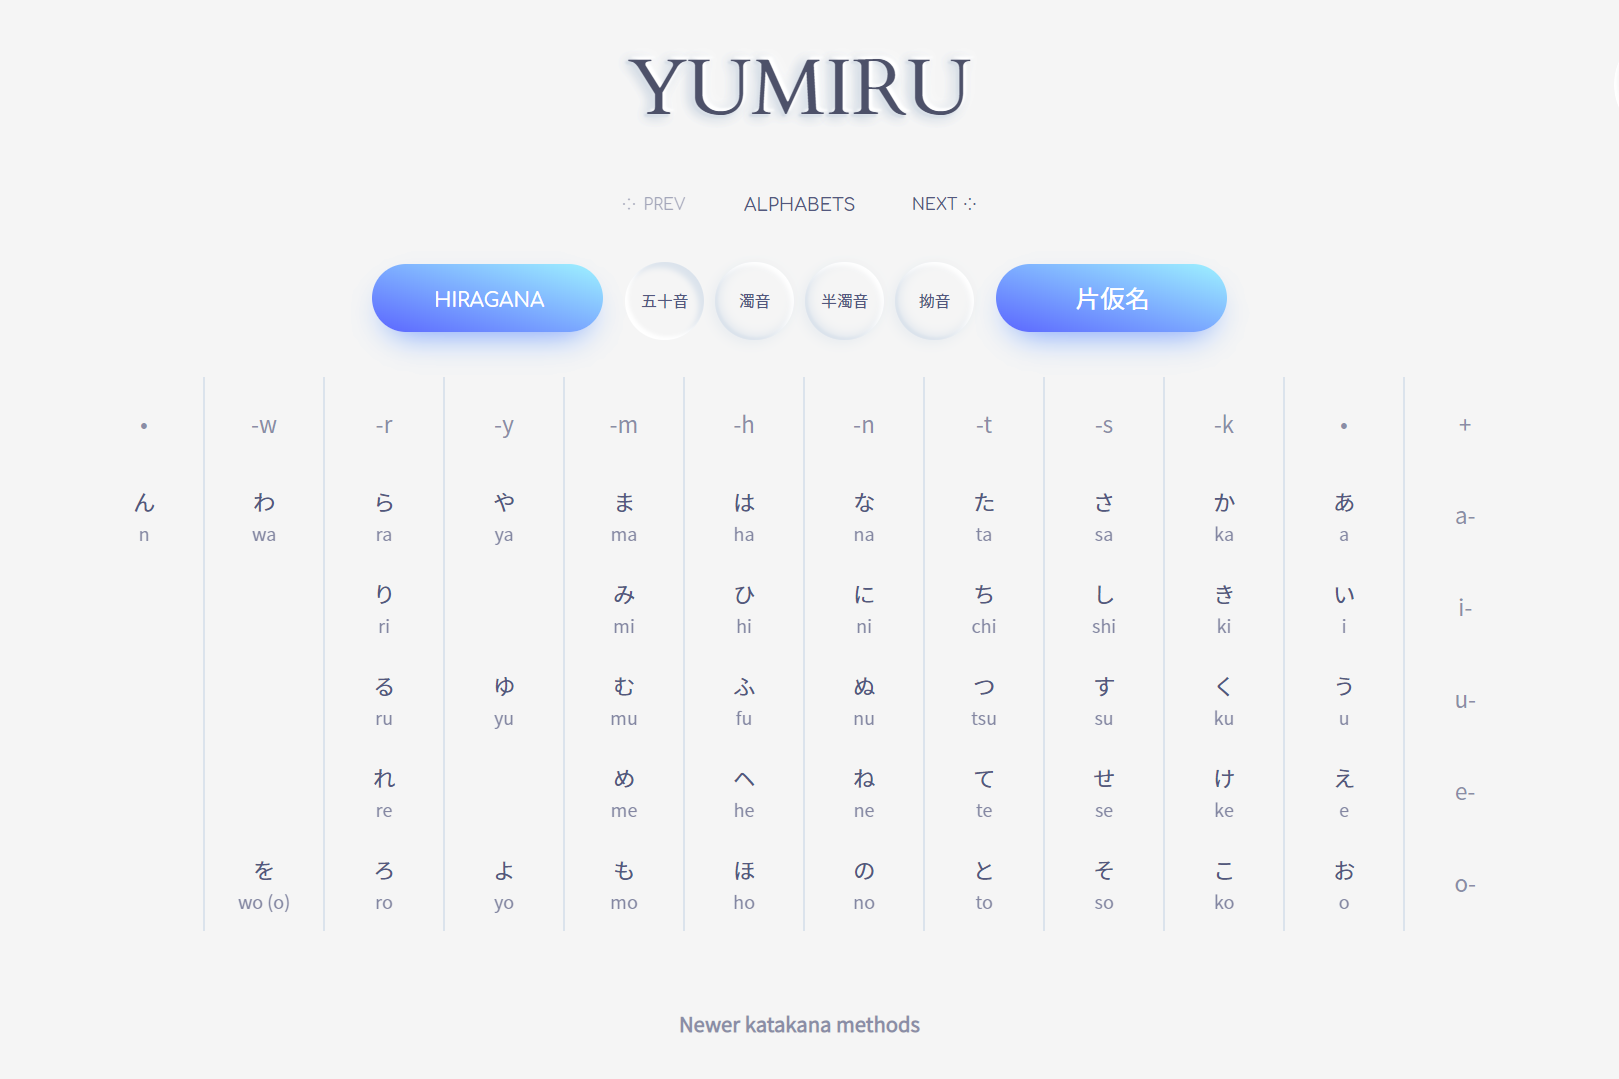 YUMIRU
PREV ALPHABETS NEXT
HIRAGANA 五十音 濁音 半濁音 拗音 片仮名
• -w -r -y -m -h -n -t -s -k • +
ん わ ら や ま は な た さ か あ a-
n wa ra ya ma ha na ta sa ka a
り み ひ に ち し き い i-
ri mi hi ni chi shi ki i
る ゆ む ふ ぬ つ す く う u-
ru yu mu fu nu tsu su ku u
れ め へ ね て せ け え e-
re me he ne te se ke e
を ろ よ も ほ の と そ こ お o-
wo (o) ro yo mo ho no to so ko o
Newer katakana methods